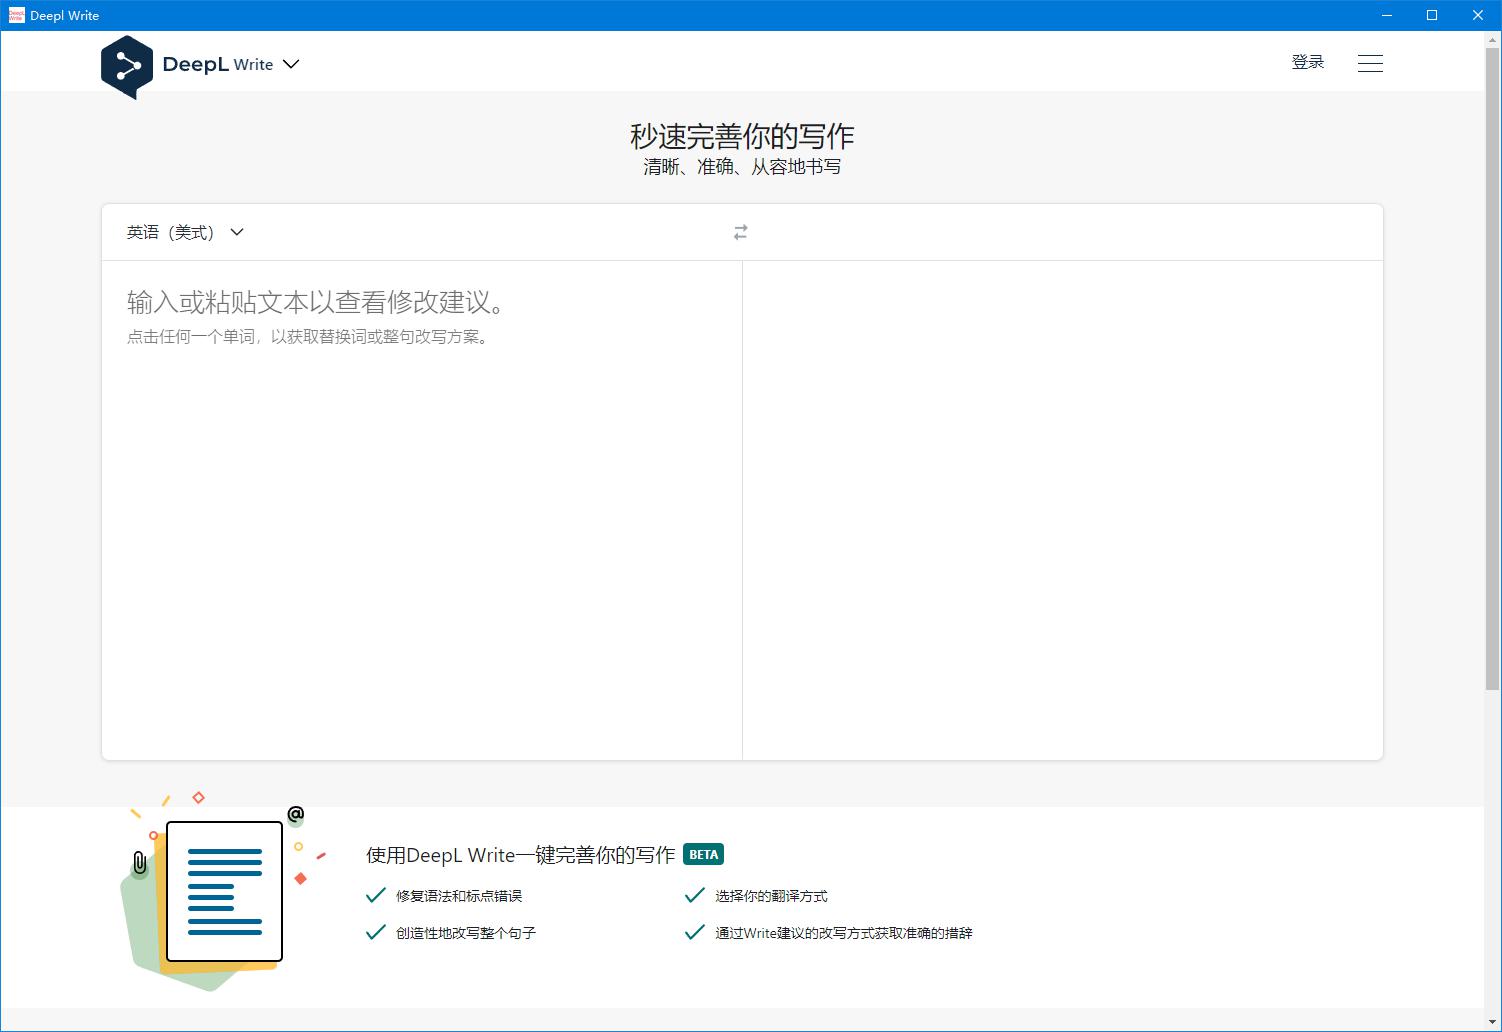 Deepl Write
DeepL Write
登录
秒速完善你的写作
清晰、准确、从容地书写
英语（美式）
输入或粘贴文本以查看修改建议。
点击任何一个单词，以获取替换词或整句改写方案。
@
使用DeepL Write一键完善你的写作 BETA
修复语法和标点错误
选择你的翻译方式
创造性地改写整个句子
通过Write建议的改写方式获取准确的措辞